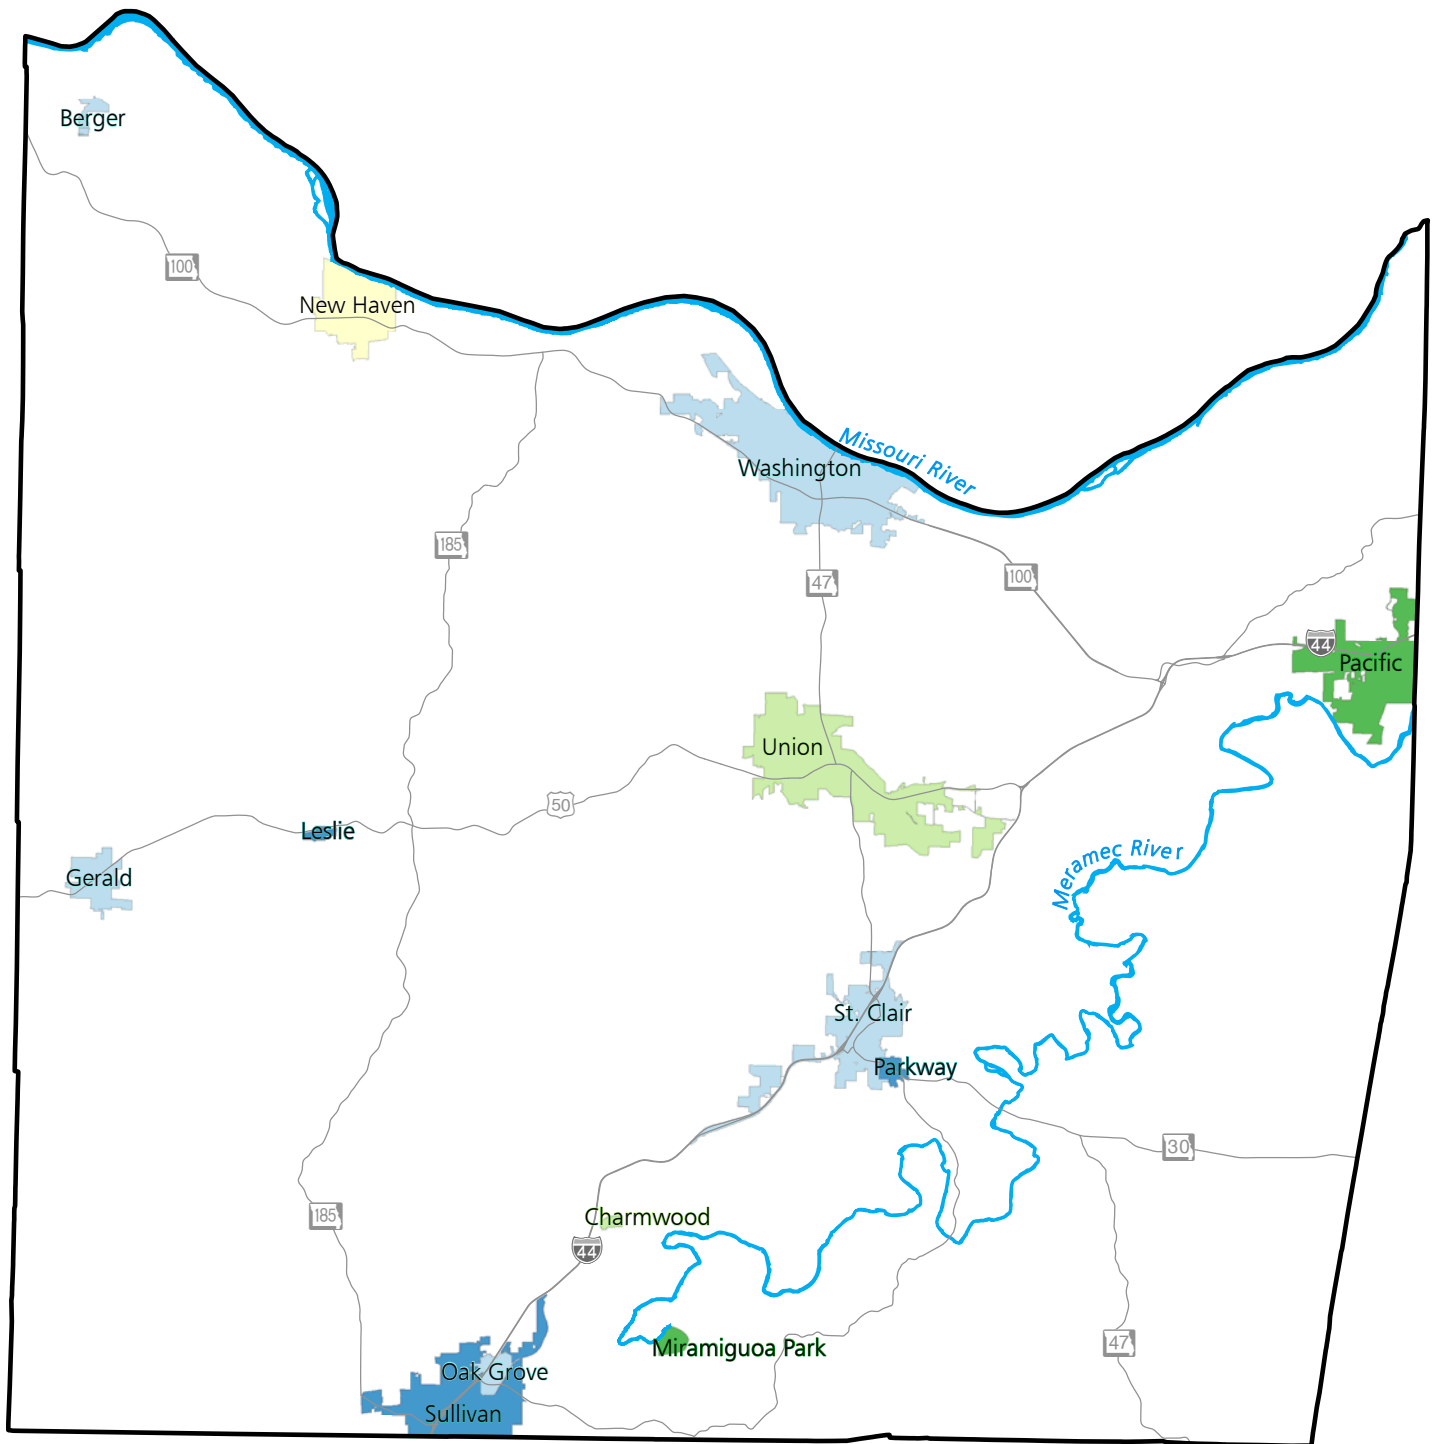 Berger
100
New Haven
Missouri River
Washington
185
47
100
44
Pacific
Union
50
Leslie
Meramec River
Gerald
St. Clair
Parkway
30
185
Charmwood
44
47
Miramiguoa Park
Oak Grove
Sullivan